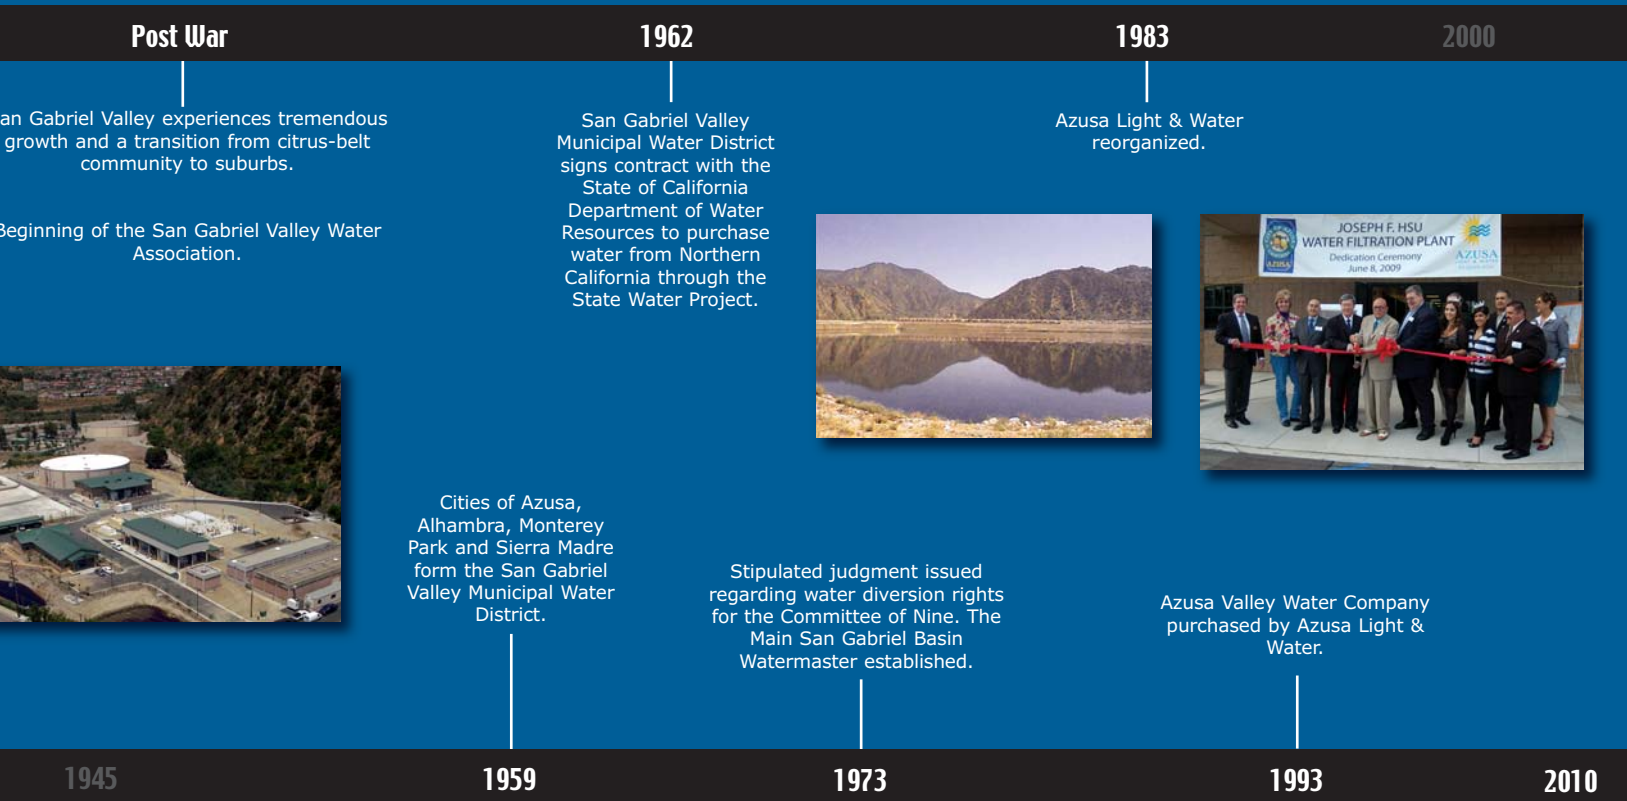 Post War
1962
1983
2000
an Gabriel Valley experiences tremendous
growth and a transition from citrus-belt
community to suburbs.
Beginning of the San Gabriel Valley Water
Association.
San Gabriel Valley
Municipal Water District
signs contract with the
State of California
Department of Water
Resources to purchase
water from Northern
California through the
State Water Project.
Azusa Light & Water
reorganized.
JOSEPH F. HSU
WATER FILTRATION PLANT
Dedication Ceremony
June 8, 2009
AZUSA
AZUSA
LIGHT & WATER
Cities of Azusa,
Alhambra, Monterey
Park and Sierra Madre
form the San Gabriel
Valley Municipal Water
District.
Stipulated judgment issued
regarding water diversion rights
for the Committee of Nine. The
Main San Gabriel Basin
Watermaster established.
Azusa Valley Water Company
purchased by Azusa Light &
Water.
1945
1959
1973
1993
2010